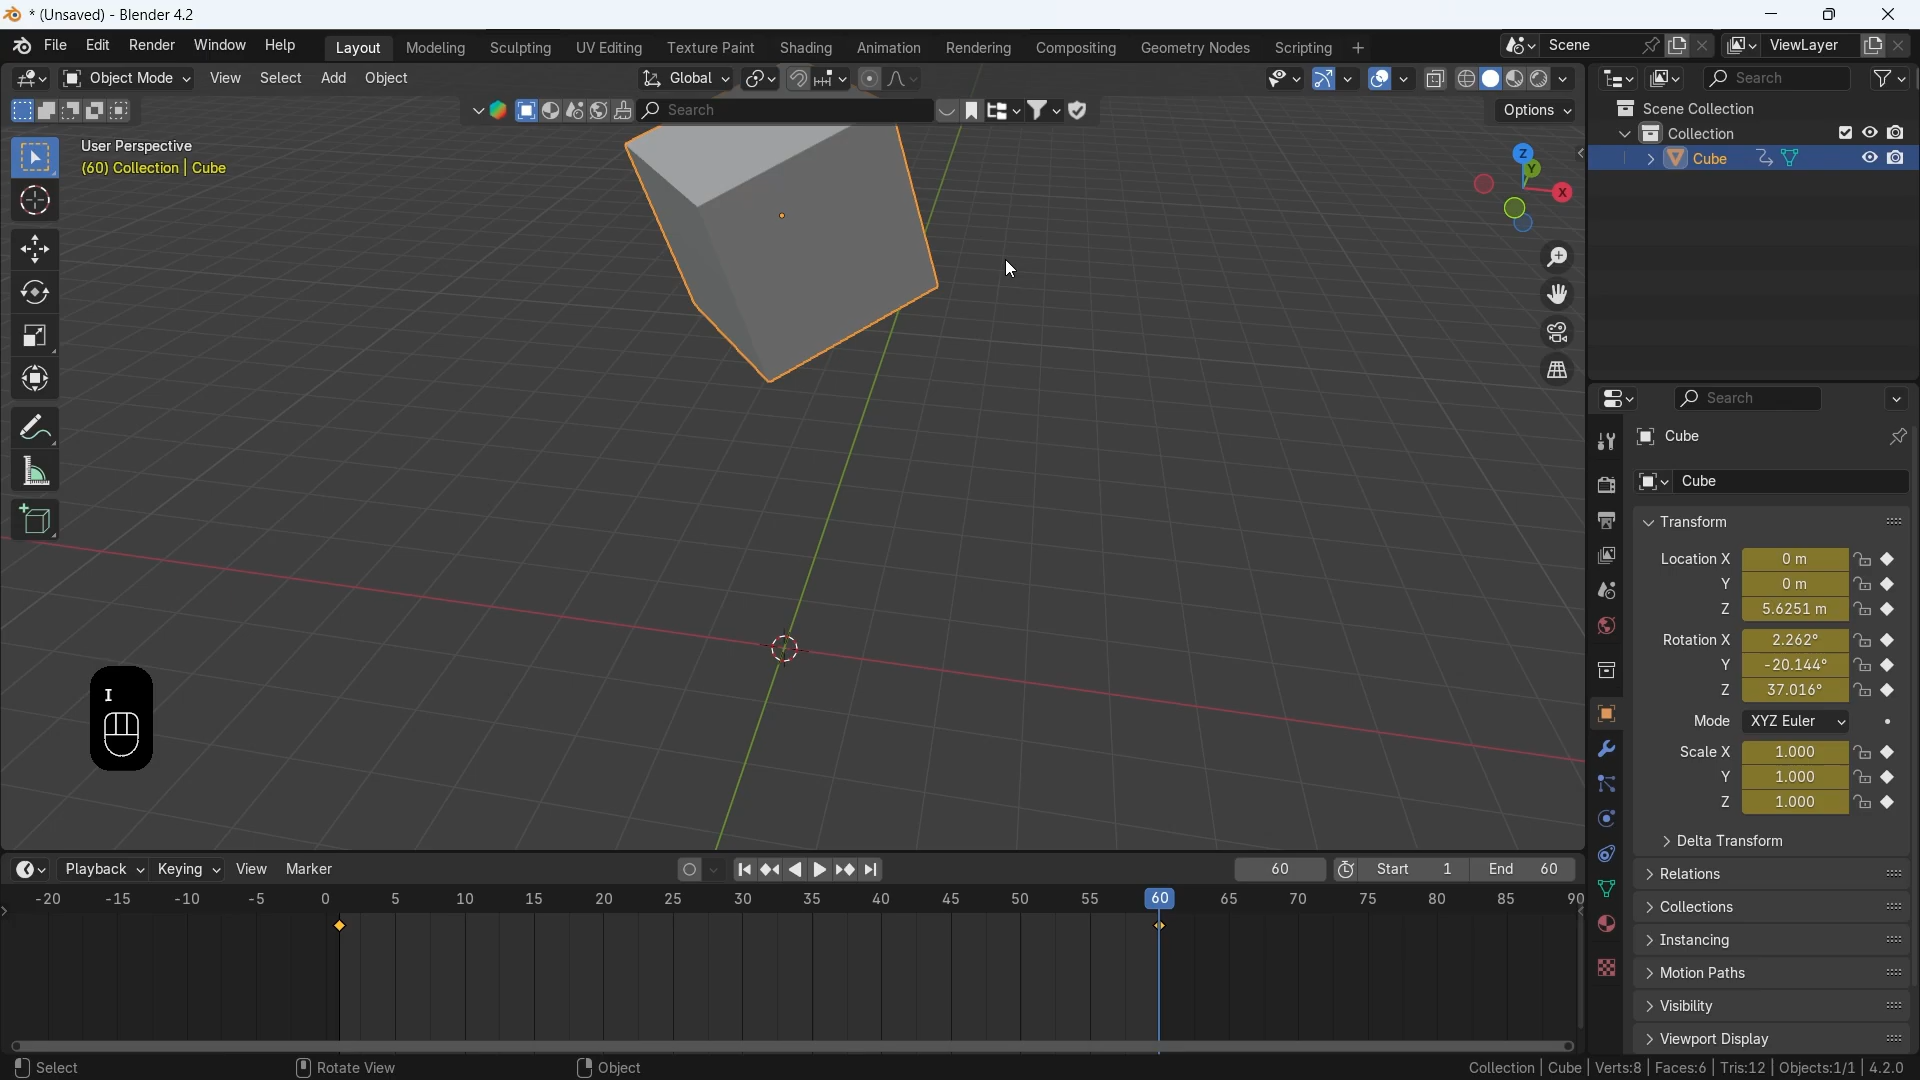 * (Unsaved) - Blender 4.2
File Edit Render Window Help Layout Modeling Sculpting UV Editing Texture Paint Shading Animation Rendering Compositing Geometry Nodes Scripting + Scene ViewLayer
Object Mode View Select Add Object Global Search
Search Options
User Perspective
(60) Collection | Cube
Z
Y
X
Scene Collection
Collection
Cube
Search
Cube
Cube
Transform
Location X 0 m
Y 0 m
Z 5.6251 m
Rotation X 2.262°
Y -20.144°
Z 37.016°
Mode XYZ Euler
Scale X 1.000
Y 1.000
Z 1.000
Delta Transform
Relations
Collections
Instancing
Motion Paths
Visibility
Viewport Display
I
Playback Keying View Marker 60 Start 1 End 60
-20 -15 -10 -5 0 5 10 15 20 25 30 35 40 45 50 55 60 65 70 75 80 85 90
Select Rotate View Object Collection | Cube | Verts:8 | Faces:6 | Tris:12 | Objects:1/1 | 4.2.0